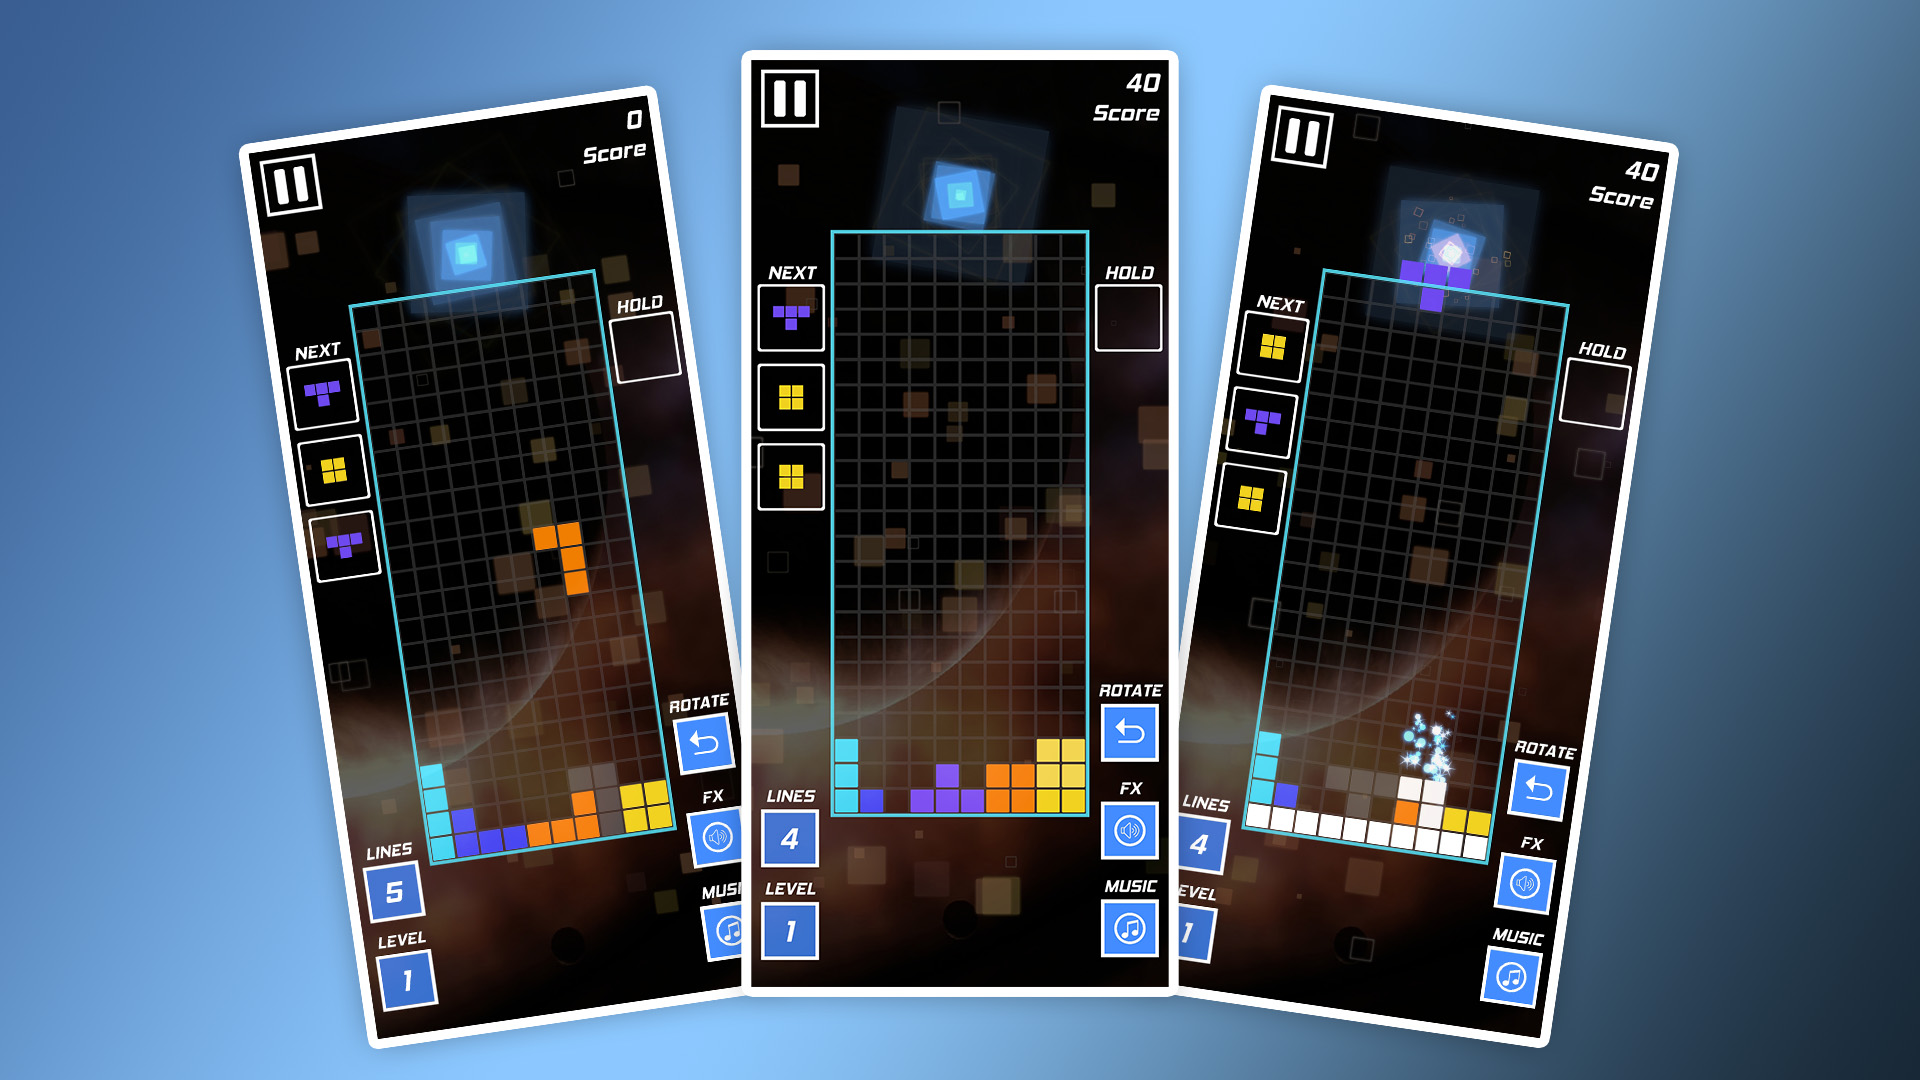 0
Score
NEXT
HOLD
ROTATE
FX
LINES
5
LEVEL
1
40
Score
NEXT
HOLD
ROTATE
LINES
4
FX
LEVEL
1
MUSIC
40
Score
NEXT
HOLD
ROTATE
LINES
4
FX
1
MUSIC